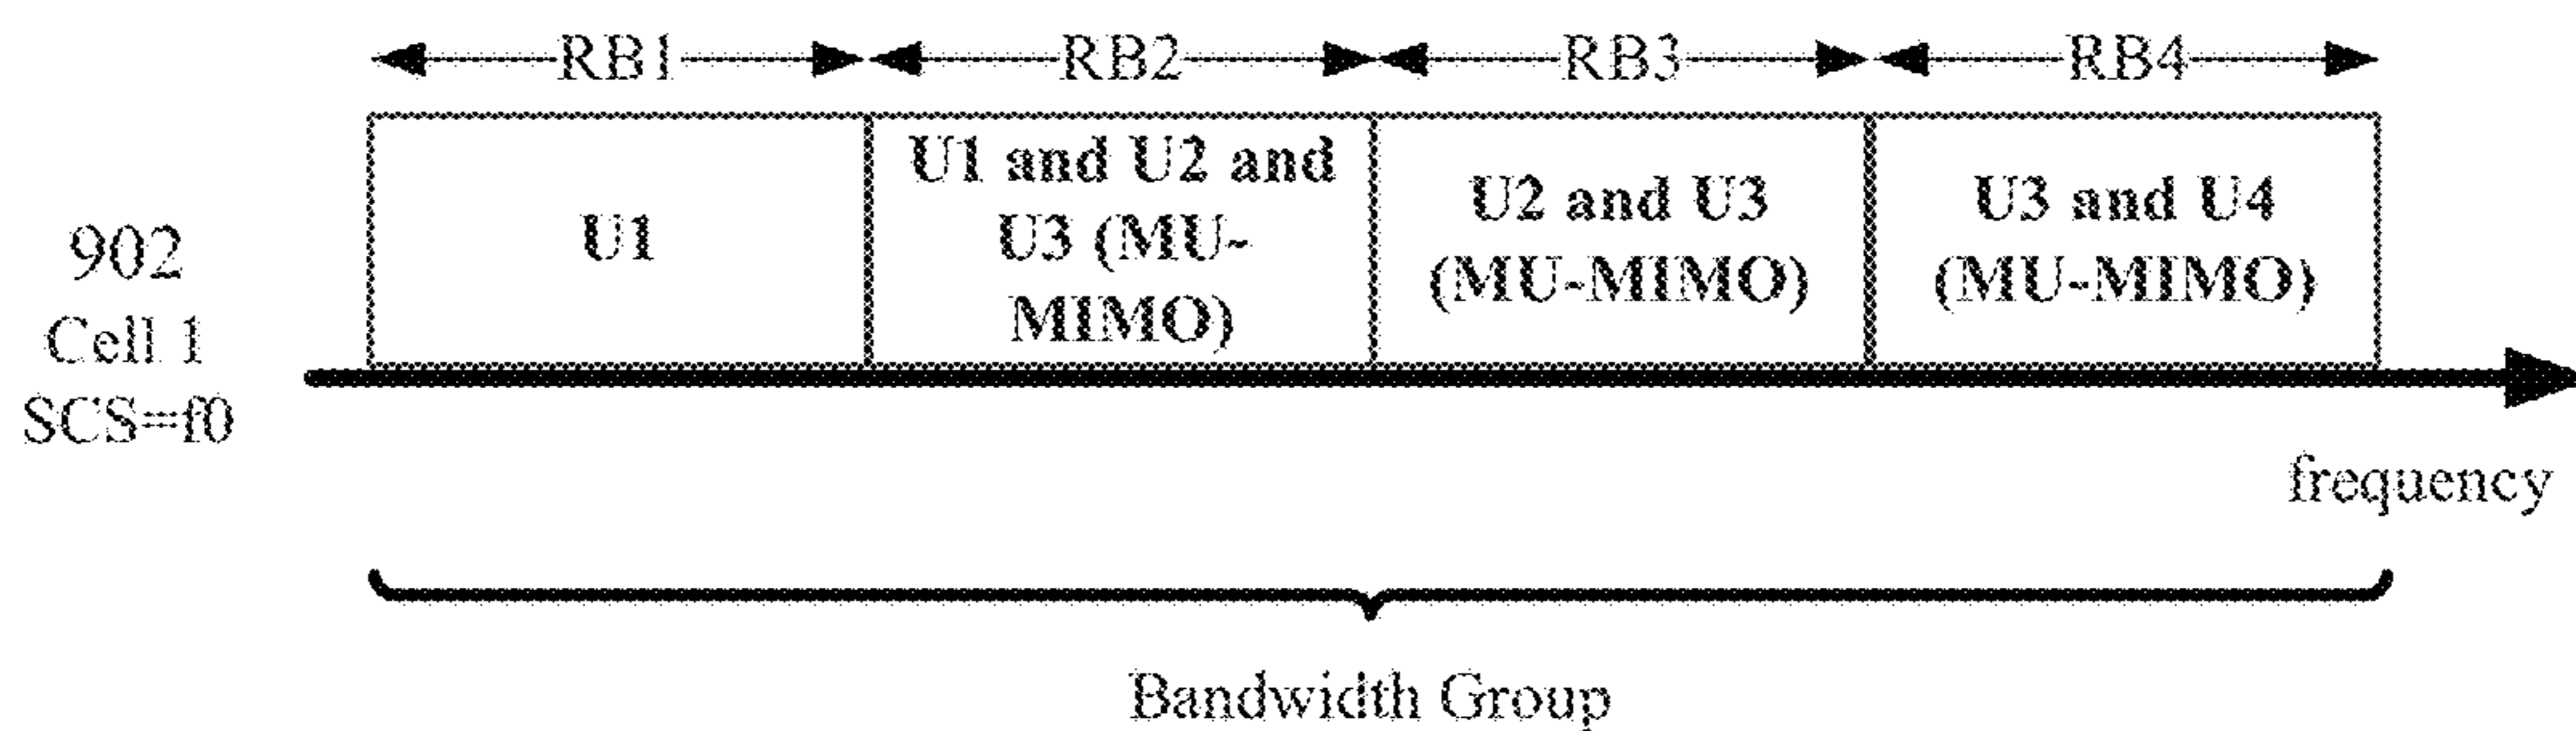 RB1 RB2 RB3 RB4
U1
U1 and U2 and
U3 (MU-
MIMO)
U2 and U3
(MU-MIMO)
U3 and U4
(MU-MIMO)
902
Cell 1
SCS=f0
frequency
Bandwidth Group